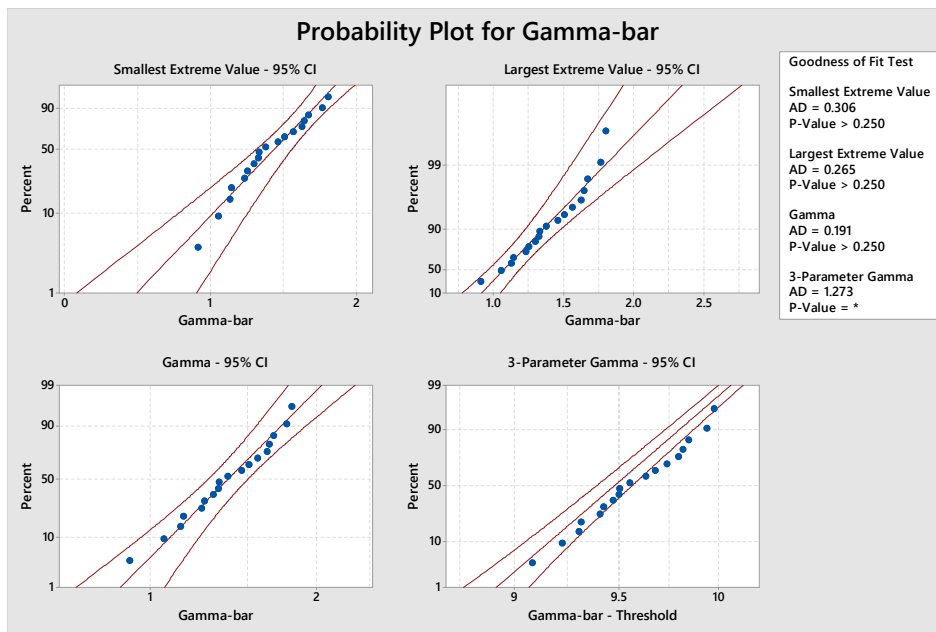 Probability Plot for Gamma-bar
Smallest Extreme Value - 95% CI
Percent
90
50
10
1
0
1
2
Gamma-bar
Largest Extreme Value - 95% CI
Percent
99
90
50
10
1.0
1.5
2.0
2.5
Gamma-bar
Goodness of Fit Test
Smallest Extreme Value
AD = 0.306
P-Value > 0.250
Largest Extreme Value
AD = 0.265
P-Value > 0.250
Gamma
AD = 0.191
P-Value > 0.250
3-Parameter Gamma
AD = 1.273
P-Value = *
Gamma - 95% CI
Percent
99
90
50
10
1
1
2
Gamma-bar
3-Parameter Gamma - 95% CI
Percent
99
90
50
10
1
9
9.5
10
Gamma-bar - Threshold